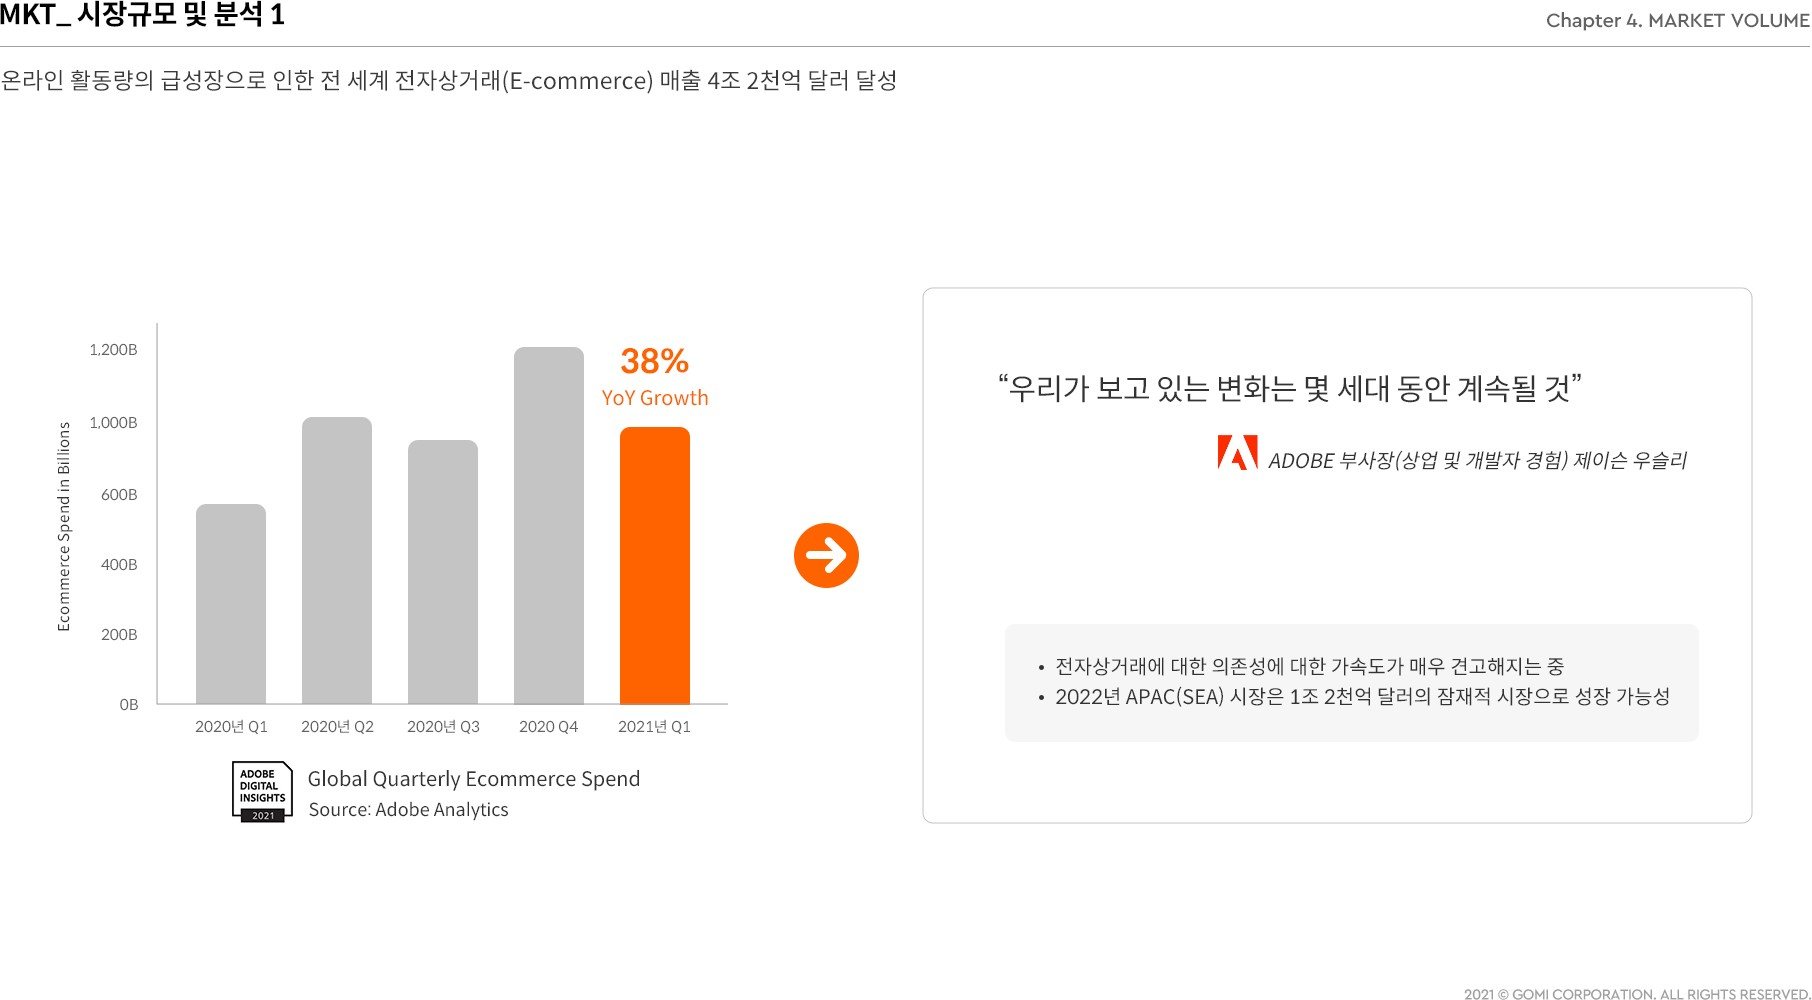 MKT_ 시장규모 및 분석 1
Chapter 4. MARKET VOLUME
온라인 활동량의 급성장으로 인한 전 세계 전자상거래(E-commerce) 매출 4조 2천억 달러 달성
Ecommerce Spend in Billions
1,200B
1,000B
600B
400B
200B
0B
38%
YoY Growth
2020년 Q1
2020년 Q2
2020년 Q3
2020 Q4
2021년 Q1
ADOBE
DIGITAL
INSIGHTS
2021
Global Quarterly Ecommerce Spend
Source: Adobe Analytics
“우리가 보고 있는 변화는 몇 세대 동안 계속될 것”
ADOBE 부사장(상업 및 개발자 경험) 제이슨 우슬리
• 전자상거래에 대한 의존성에 대한 가속도가 매우 견고해지는 중
• 2022년 APAC(SEA) 시장은 1조 2천억 달러의 잠재적 시장으로 성장 가능성
2021 © GOMI CORPORATION. ALL RIGHTS RESERVED.